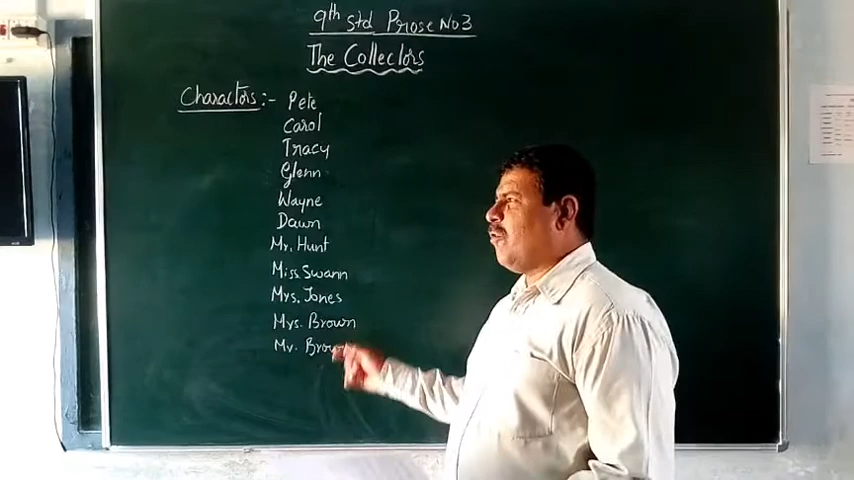 9th Std Prose No 3
The Collectors
Charactors :- Pete
Carol
Tracy
Glenn
Wayne
Dawn
Mr. Hunt
Miss Swann
Mrs. Jones
Mrs. Brown
Mr. Brown